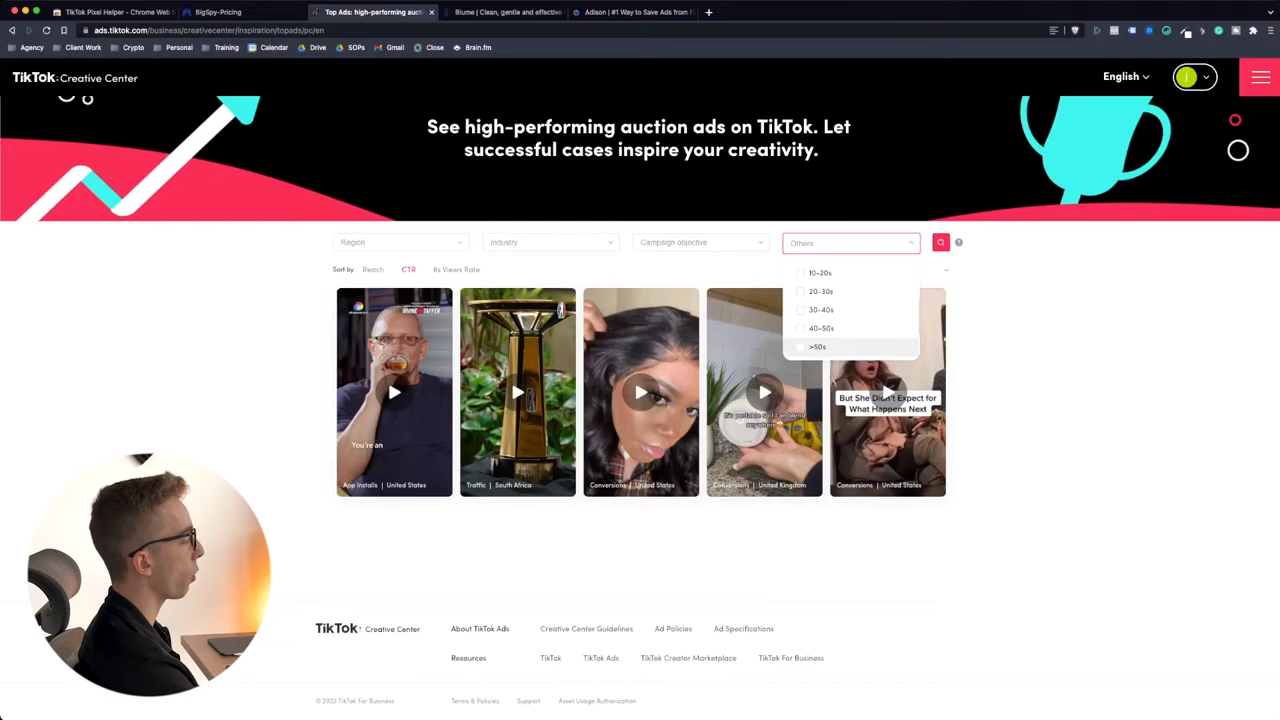 TikTok Pixel Helper - Chrome Web
BigSpy-Pricing
Top Ads: high-performing aucti
Blume | Clean, gentle and effective
Adison | #1 Way to Save Ads from F
ads.tiktok.com/business/creativecenter/inspiration/topads/pc/en
Agency
Client Work
Crypto
Personal
Training
Calendar
Drive
SOPs
Gmail
Close
Brain.fm
TikTok: Creative Center
English
J
See high-performing auction ads on TikTok. Let
successful cases inspire your creativity.
Region
Industry
Campaign objective
Others
Sort by
Reach
CTR
6s Views Rate
10-20s
20-30s
30-40s
40-50s
>50s
You're an
App Installs | United States
Traffic | South Africa
Conversions | United States
It's portable so I can blend
anywhere
Conversions | United Kingdom
But She Didn't Expect for
What Happens Next
Conversions | United States
TikTok: Creative Center
About TikTok Ads
Creative Center Guidelines
Ad Policies
Ad Specifications
Resources
TikTok
TikTok Ads
TikTok Creator Marketplace
TikTok For Business
© 2022 TikTok For Business
Terms & Policies
Support
Asset Usage Authorization